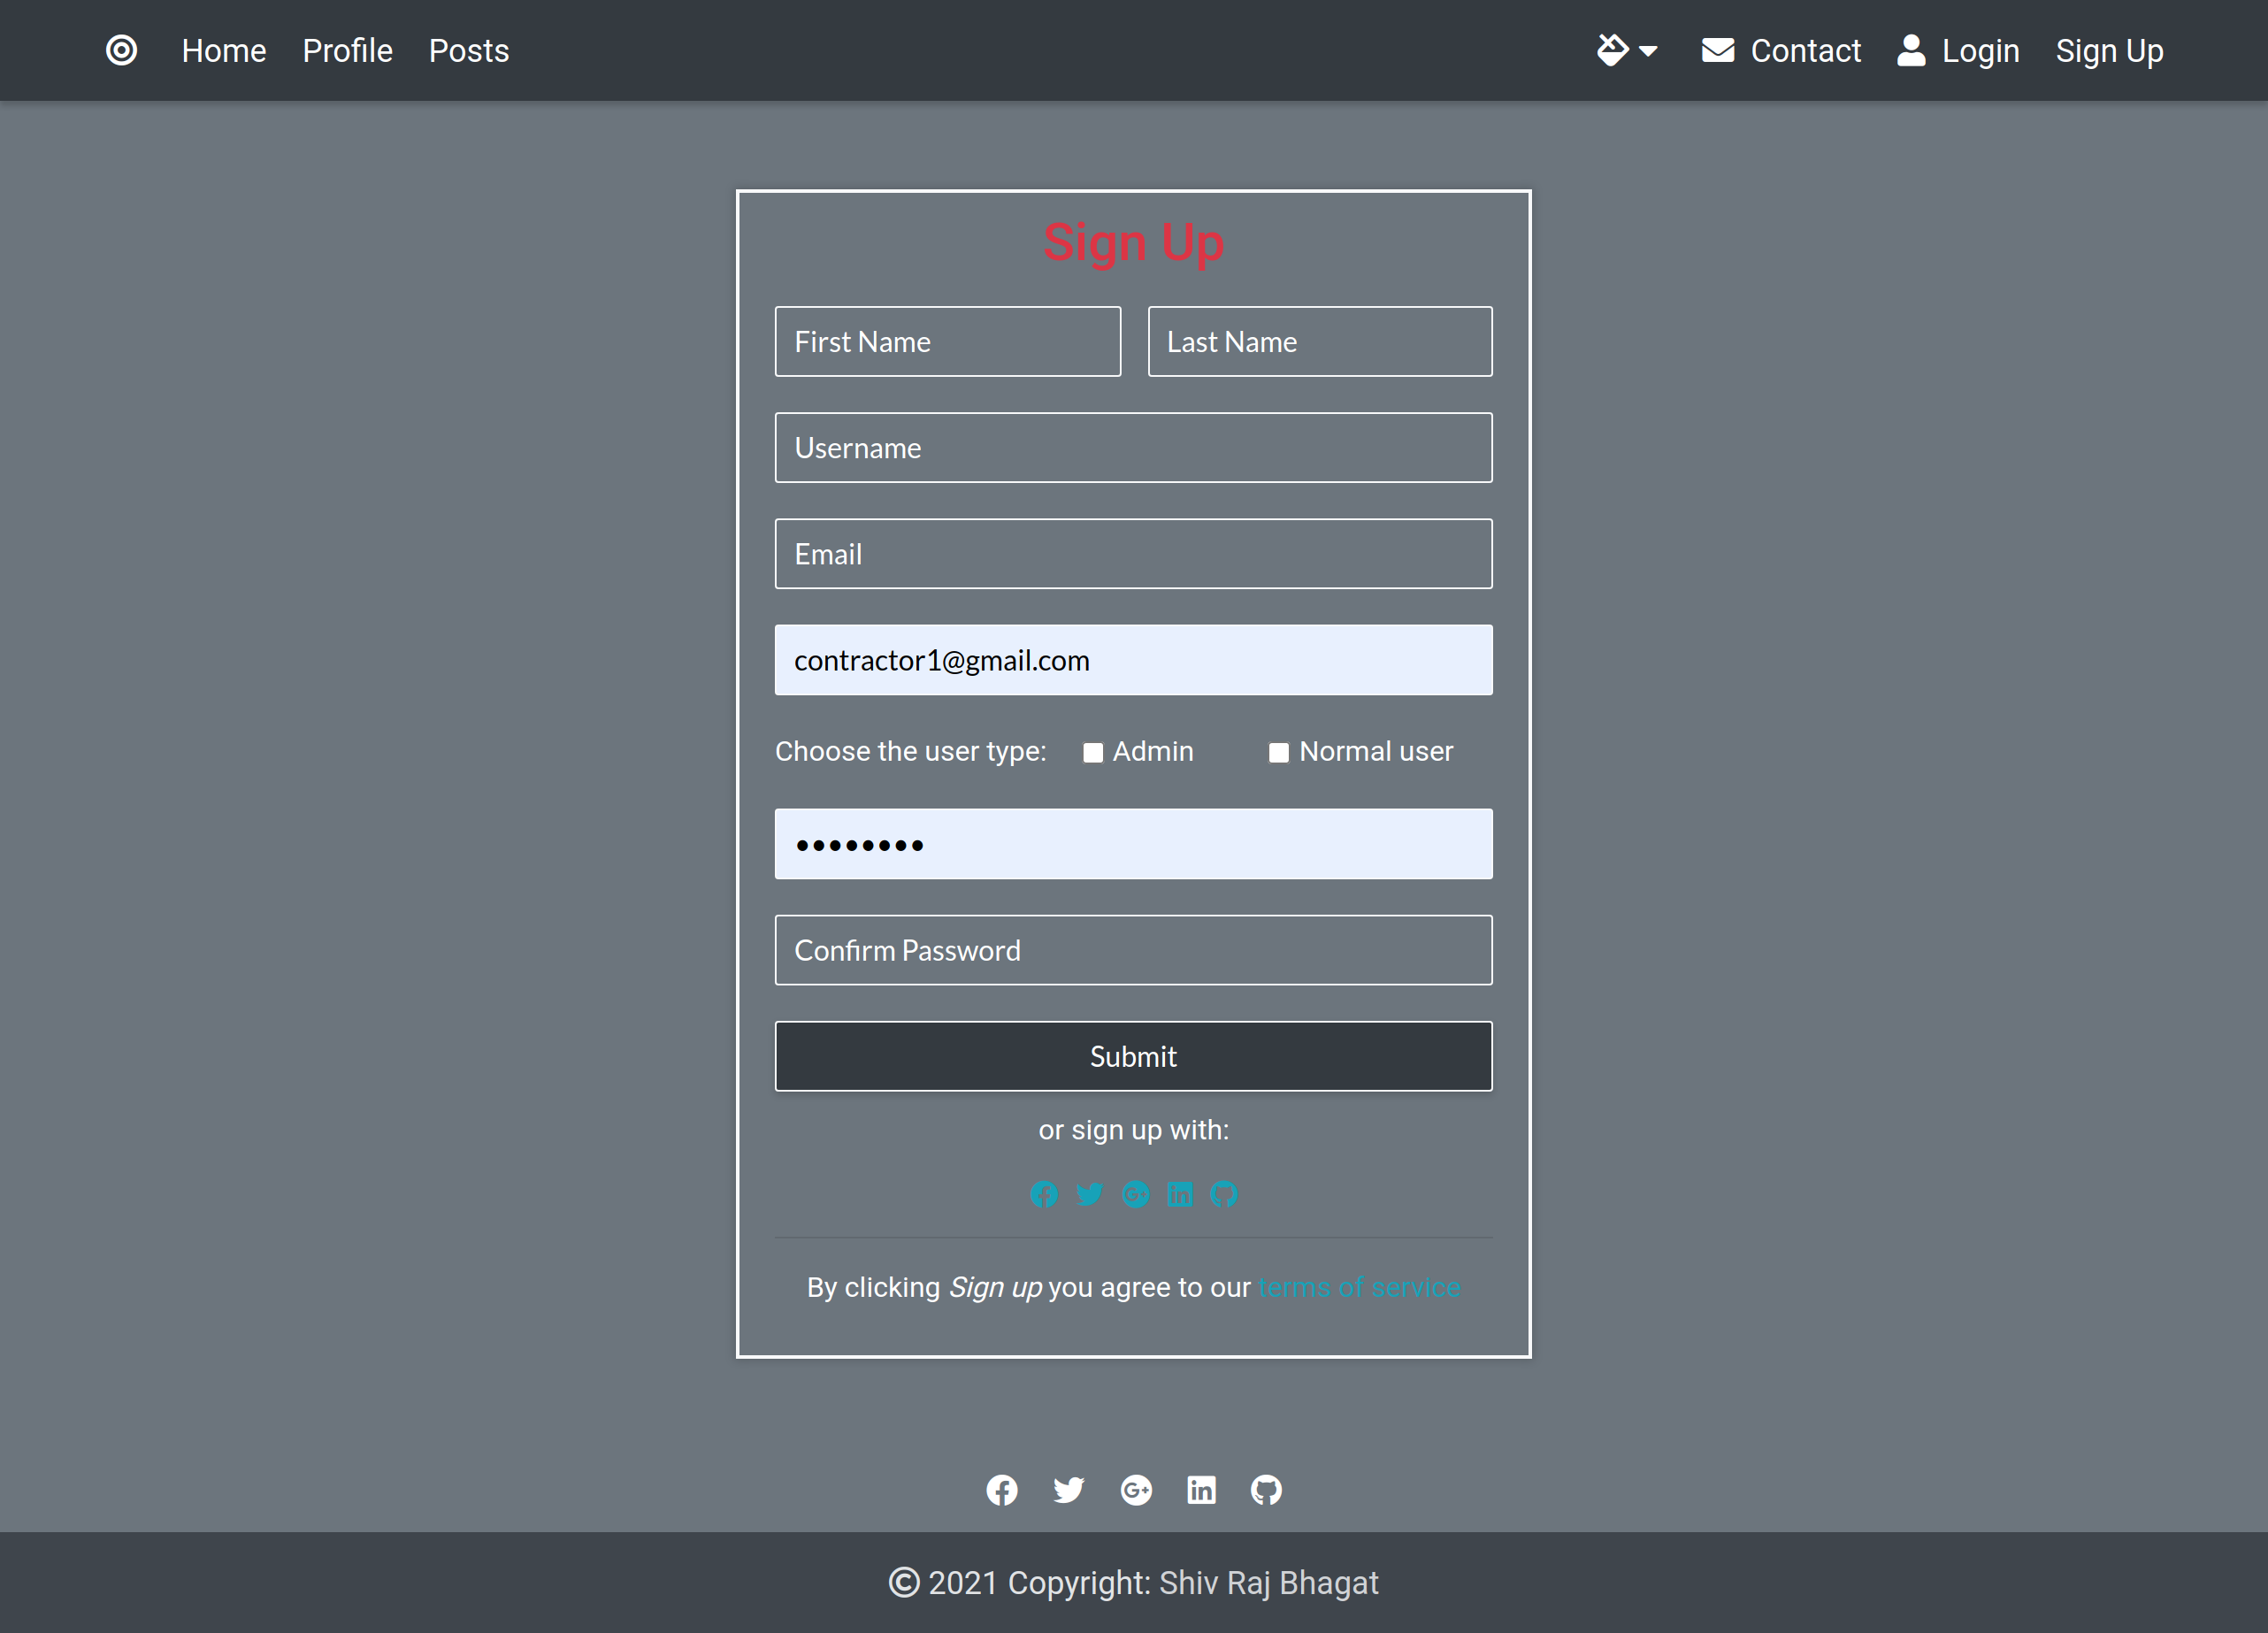 Home Profile Posts Contact Login Sign Up
Sign Up
First Name Last Name
Username
Email
contractor1@gmail.com
Choose the user type: Admin Normal user
••••••••
Confirm Password
Submit
or sign up with:
By clicking Sign up you agree to our terms of service
© 2021 Copyright: Shiv Raj Bhagat